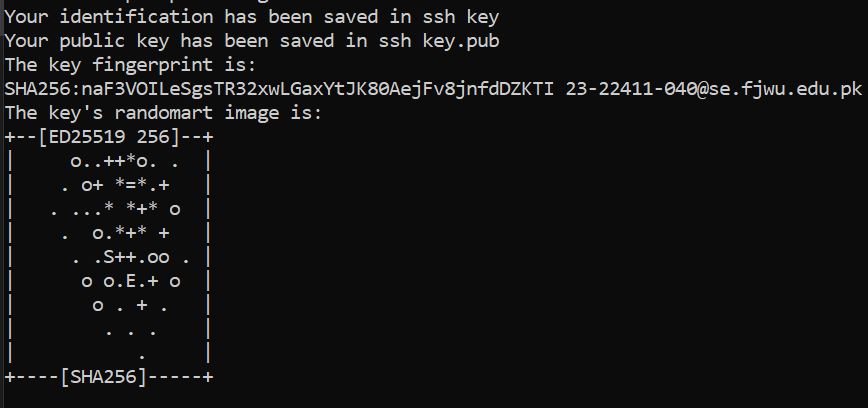 Your identification has been saved in ssh key
Your public key has been saved in ssh key.pub
The key fingerprint is:
SHA256:naF3VOILeSgsTR32xwLGaxYtJK80AejFv8jnfdDZKTI 23-22411-040@se.fjwu.edu.pk
The key's randomart image is:
+--[ED25519 256]--+
|     o..++*o. .  |
|    . o+ *=*.+   |
|   . ...* *+* o  |
|    .  o.*+* +   |
|     . .S++.oo . |
|      o o.E.+ o  |
|       o . + .   |
|        . . .    |
|           .     |
+----[SHA256]-----+